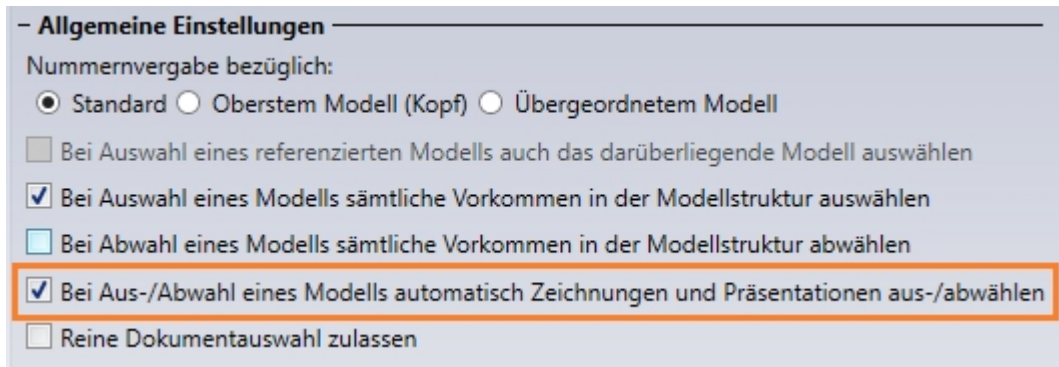 – Allgemeine Einstellungen
Nummernvergabe bezüglich:
Standard Oberstem Modell (Kopf) Übergeordnetem Modell
Bei Auswahl eines referenzierten Modells auch das darüberliegende Modell auswählen
Bei Auswahl eines Modells sämtliche Vorkommen in der Modellstruktur auswählen
Bei Abwahl eines Modells sämtliche Vorkommen in der Modellstruktur abwählen
Bei Aus-/Abwahl eines Modells automatisch Zeichnungen und Präsentationen aus-/abwählen
Reine Dokumentauswahl zulassen